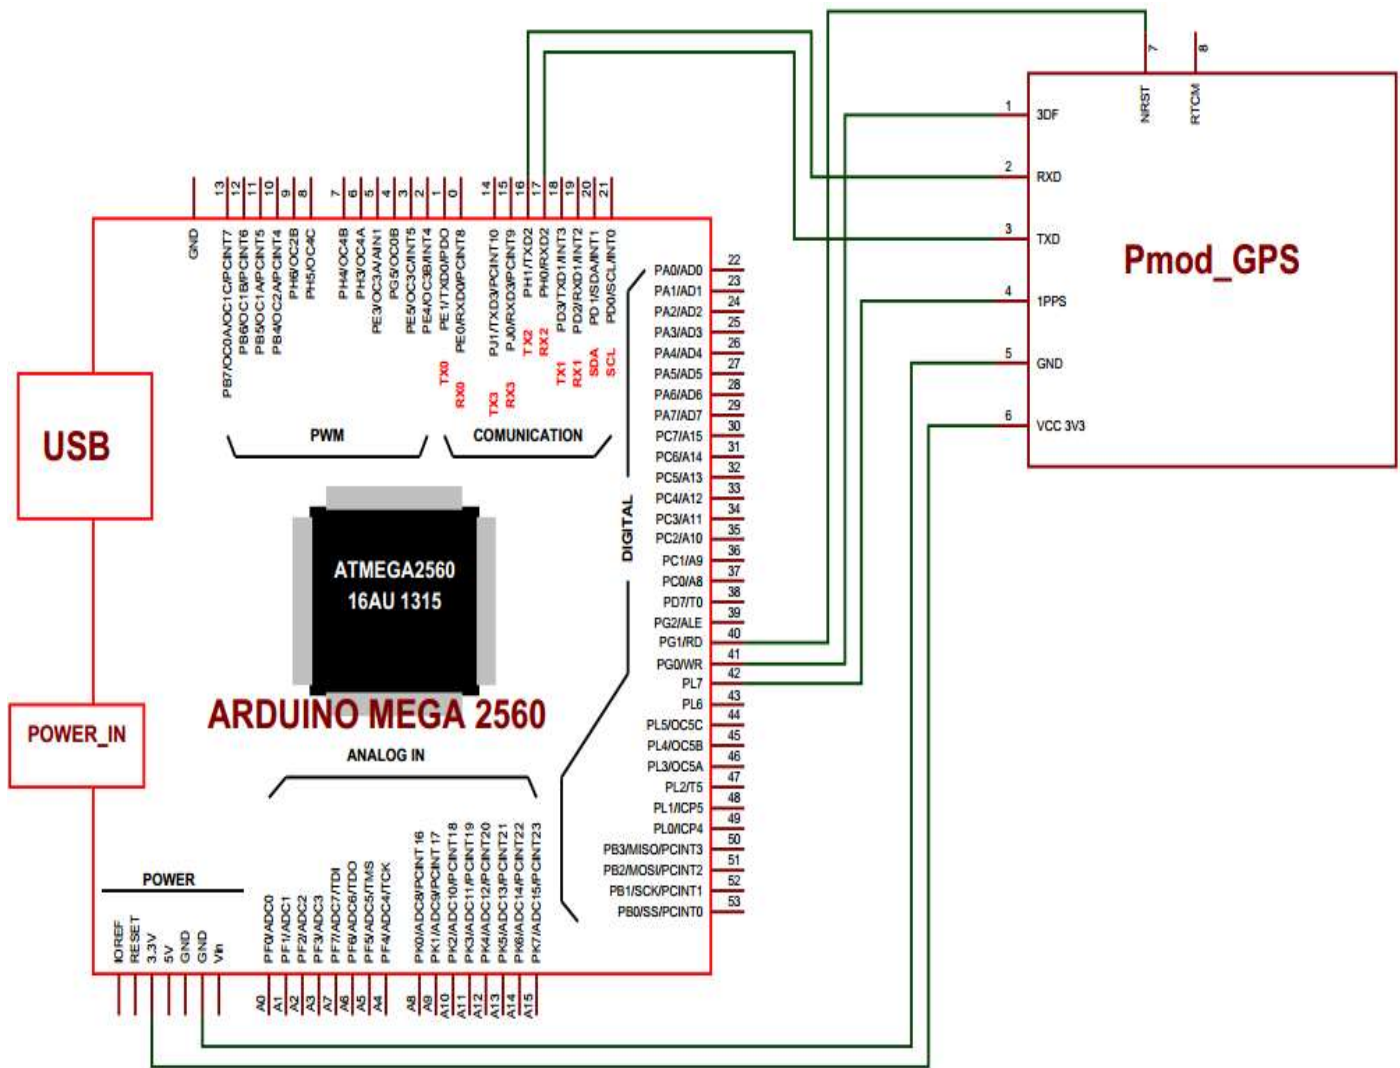 7
8
NRST
RTCM
1
3DF
2
RXD
3
TXD
4
1PPS
5
GND
6
VCC 3V3
Pmod_GPS
GND
13
12
11
10
9
8
7
6
5
4
3
2
1
0
14
15
16
17
18
19
20
21
PB7/OC0A/OC1C/PCINT7
PB6/OC1B/PCINT6
PB5/OC1A/PCINT5
PB4/OC2A/PCINT4
PH6/OC2B
PH5/OC4C
PH4/OC4B
PH3/OC4A
PE3/OC3A/AIN1
PG5/OC0B
PE5/OC3C/INT5
PE4/OC3B/INT4
PE1/TXD0/PDO
PE0/RXD0/PCINT8
PJ1/TXD3/PCINT10
PJ0/RXD3/PCINT9
PH1/TXD2
PH0/RXD2
PD3/TXD1/INT3
PD2/RXD1/INT2
PD1/SDA/INT1
PD0/SCL/INT0
TX0
RX0
TX3
RX3
TX2
RX2
TX1
RX1
SDA
SCL
PWM
COMUNICATION
USB
POWER_IN
ATMEGA2560
16AU 1315
ARDUINO MEGA 2560
DIGITAL
PA0/AD0 22
PA1/AD1 23
PA2/AD2 24
PA3/AD3 25
PA4/AD4 26
PA5/AD5 27
PA6/AD6 28
PA7/AD7 29
PC7/A15 30
PC6/A14 31
PC5/A13 32
PC4/A12 33
PC3/A11 34
PC2/A10 35
PC1/A9 36
PC0/A8 37
PD7/T0 38
PG2/ALE 39
PG1/RD 40
PG0/WR 41
PL7 42
PL6 43
PL5/OC5C 44
PL4/OC5B 45
PL3/OC5A 46
PL2/T5 47
PL1/ICP5 48
PL0/ICP4 49
PB3/MISO/PCINT3 50
PB2/MOSI/PCINT2 51
PB1/SCK/PCINT1 52
PB0/SS/PCINT0 53
ANALOG IN
POWER
IOREF
RESET
3.3V
5V
GND
GND
Vin
PF0/ADC0
PF1/ADC1
PF2/ADC2
PF3/ADC3
PF7/ADC7/TDI
PF6/ADC6/TDO
PF5/ADC5/TMS
PF4/ADC4/TCK
PK0/ADC8/PCINT16
PK1/ADC9/PCINT17
PK2/ADC10/PCINT18
PK3/ADC11/PCINT19
PK4/ADC12/PCINT20
PK5/ADC13/PCINT21
PK6/ADC14/PCINT22
PK7/ADC15/PCINT23
A0
A1
A2
A3
A7
A6
A5
A4
A8
A9
A10
A11
A12
A13
A14
A15